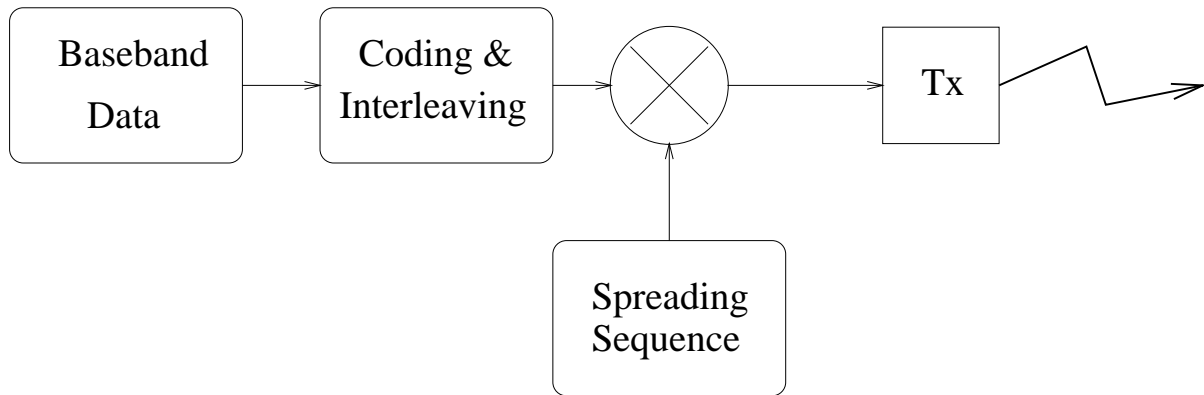 Baseband
Data
Coding &
Interleaving
Tx
Spreading
Sequence